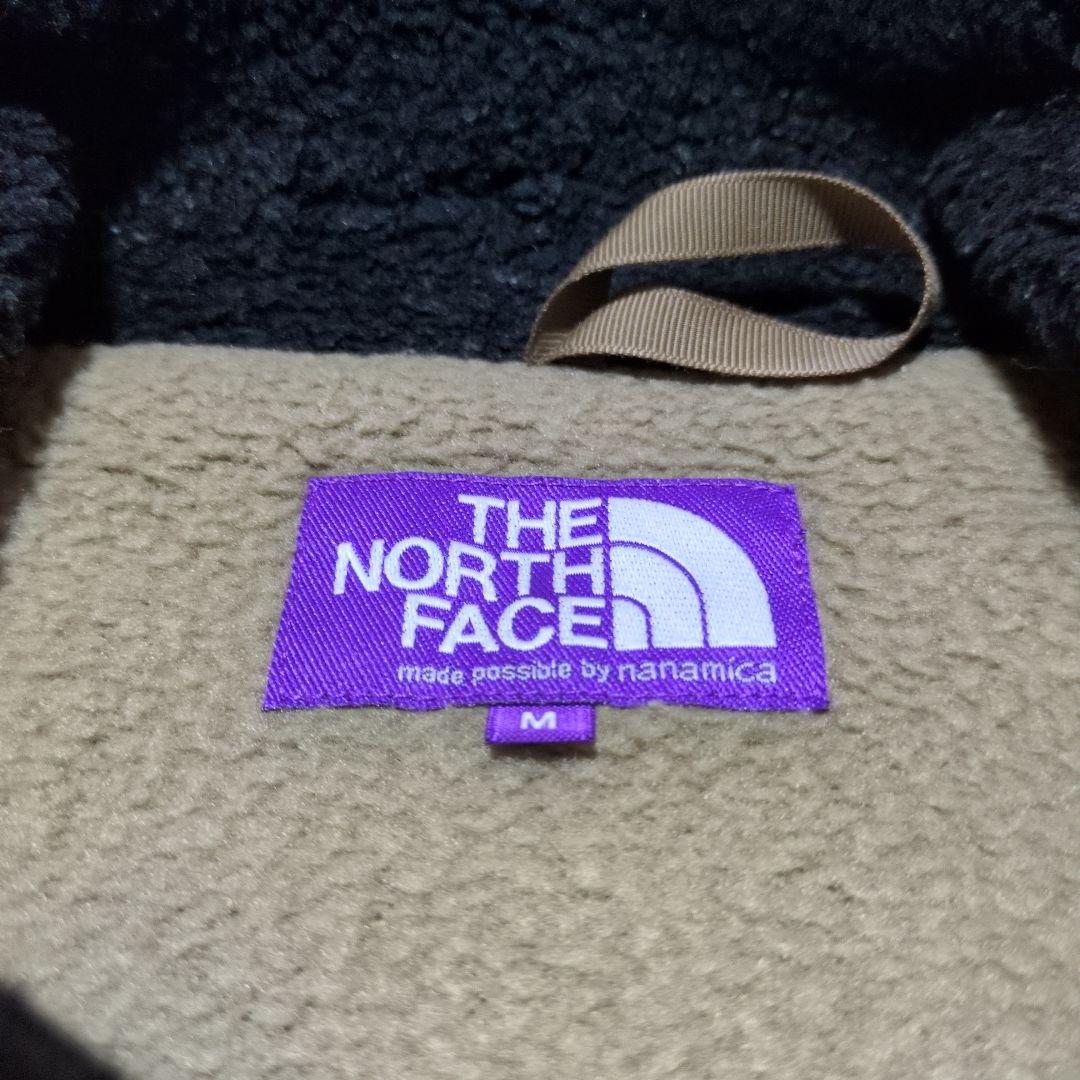 THE
NORTH
FACE
made possible by nanamica
M